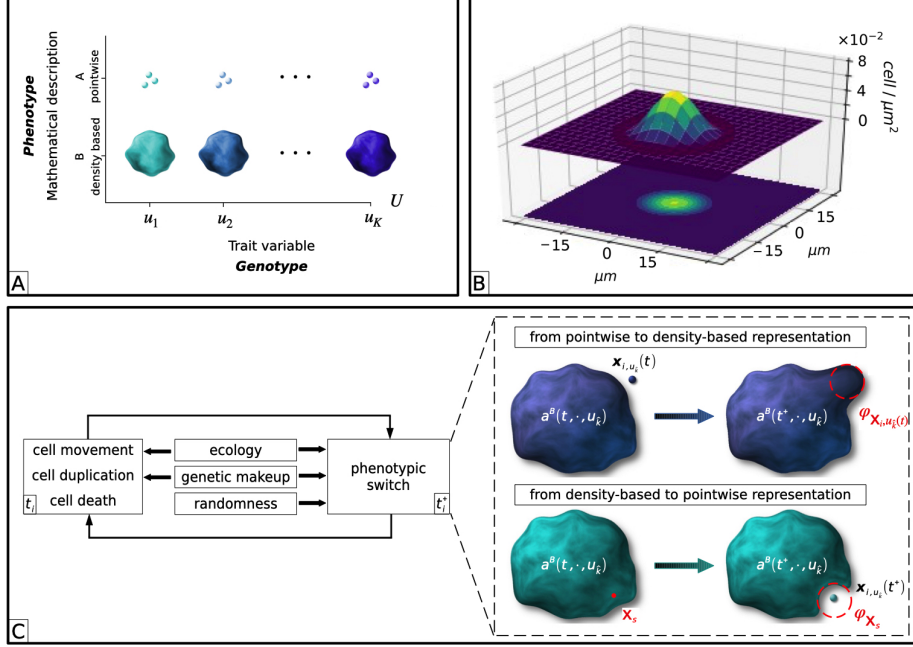 Phenotype
Mathematical description
A
pointwise
B
density based
• • •
• • •
U
u₁
u₂
u_K
Trait variable
Genotype
A
×10⁻²
8
4
0
cell / μm²
−15
0
15
μm
15
0
−15
μm
B
from pointwise to density-based representation
x_{i,u_k̄}(t)
a^B(t,·,u_k̄)
a^B(t⁺,·,u_k̄)
φ_{X_{i,u_k̄(t)}}
from density-based to pointwise representation
a^B(t,·,u_k̄)
X_s
a^B(t⁺,·,u_k̄)
x_{i,u_k̄}(t⁺)
φ_{X_s}
cell movement
cell duplication
cell death
t_i
ecology
genetic makeup
randomness
phenotypic
switch
t_i⁺
C